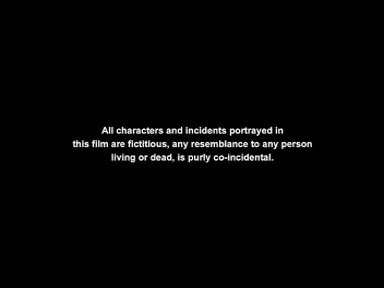 All characters and incidents portrayed in
this film are fictitious, any resemblance to any person
living or dead, is purly co-incidental.